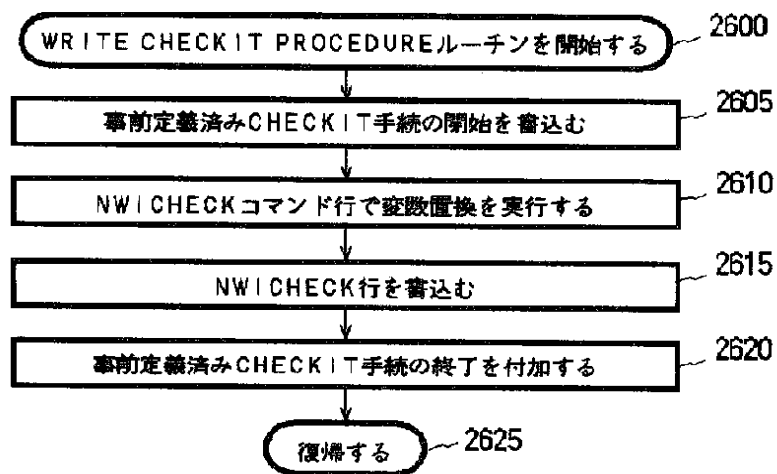 WRITE CHECKIT PROCEDUREルーチンを開始する
2600
事前定義済みCHECKIT手続の開始を書込む
2605
NWICHECKコマンド行で変数置換を実行する
2610
NWICHECK行を書込む
2615
事前定義済みCHECKIT手続の終了を付加する
2620
復帰する
2625